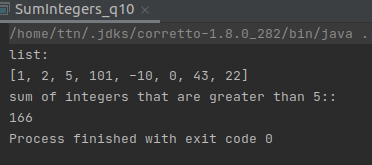 SumIntegers_q10
/home/ttn/.jdks/corretto-1.8.0_282/bin/java .
list:
[1, 2, 5, 101, -10, 0, 43, 22]
sum of integers that are greater than 5::
166
Process finished with exit code 0